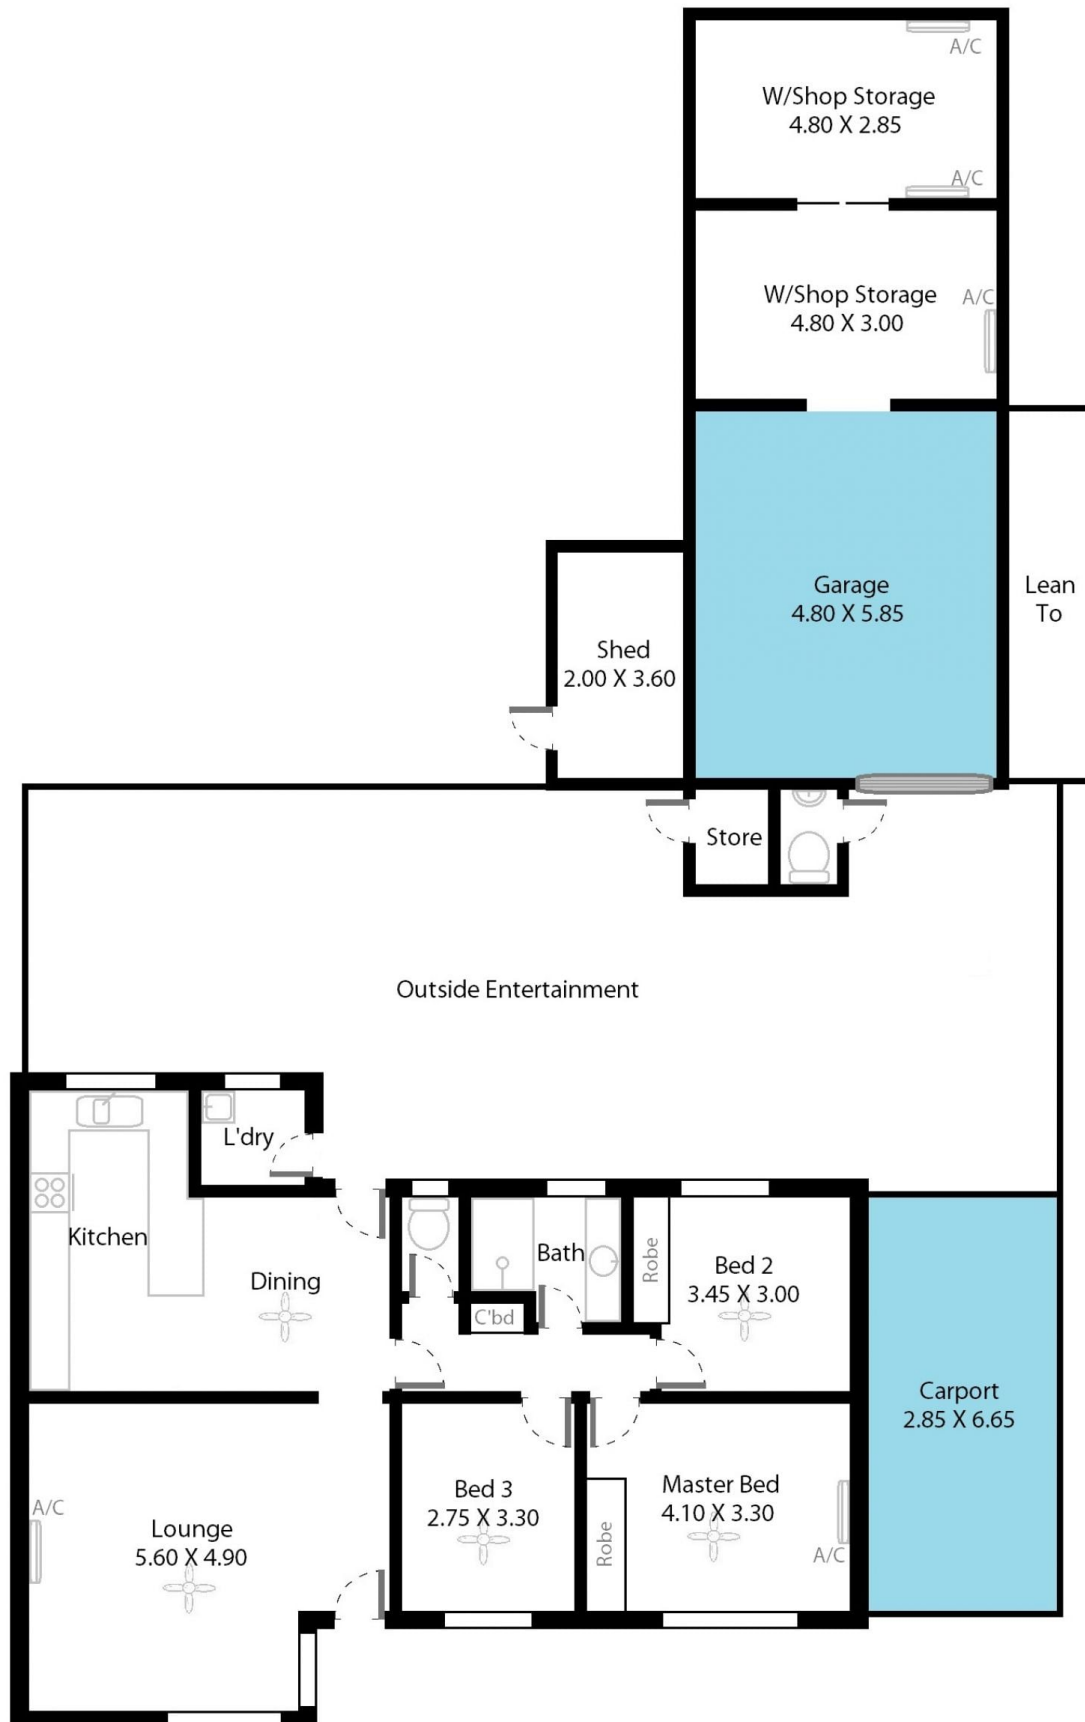 A/C
W/Shop Storage
4.80 X 2.85
A/C
W/Shop Storage
4.80 X 3.00
A/C
Garage
4.80 X 5.85
Lean
To
Shed
2.00 X 3.60
Store
Outside Entertainment
L'dry
Kitchen
Dining
Bath
C'bd
Robe
Bed 2
3.45 X 3.00
Carport
2.85 X 6.65
A/C
Lounge
5.60 X 4.90
Bed 3
2.75 X 3.30
Robe
Master Bed
4.10 X 3.30
A/C